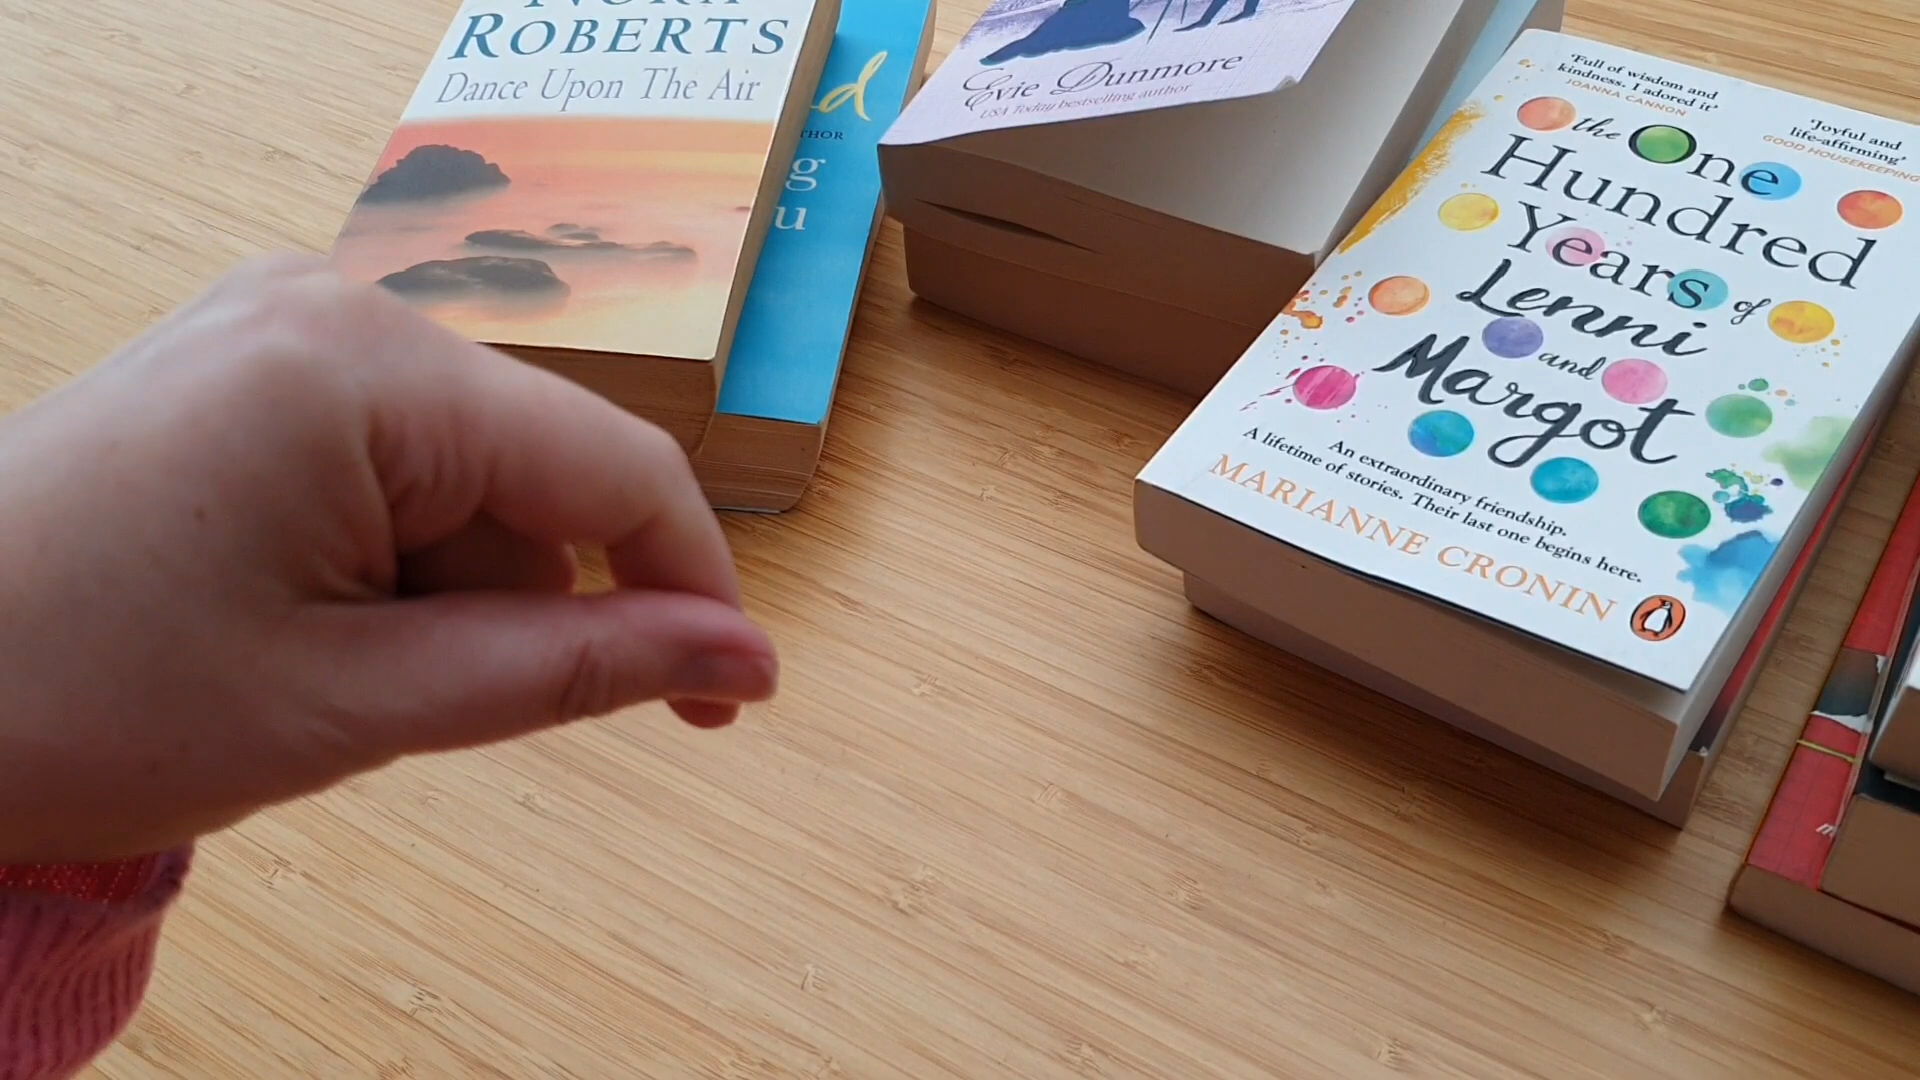 ROBERTS
Dance Upon The Air
d
THOR
g
u
Evie Dunmore
USA Today bestselling author
'Full of wisdom and
kindness. I adored it'
JOANNA CANNON
'Joyful and
life-affirming'
GOOD HOUSEKEEPING
the One
Hundred
Years of
Lenni
and
Margot
An extraordinary friendship.
A lifetime of stories. Their last one begins here.
MARIANNE CRONIN